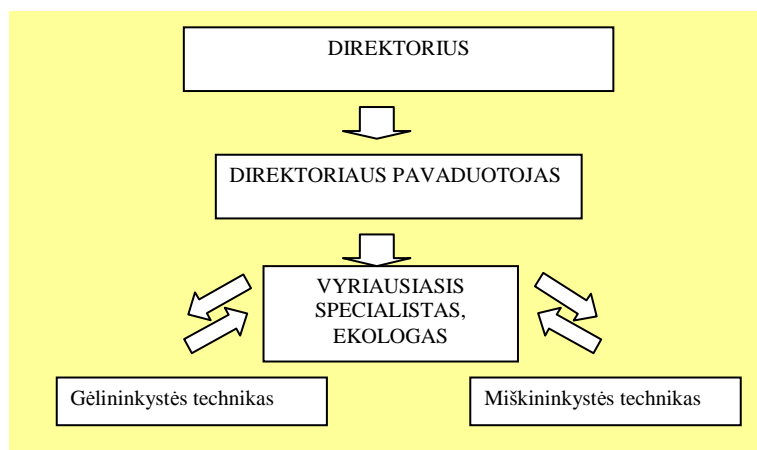 DIREKTORIUS
DIREKTORIAUS PAVADUOTOJAS
VYRIAUSIASIS
SPECIALISTAS,
EKOLOGAS
Gėlininkystės technikas
Miškininkystės technikas